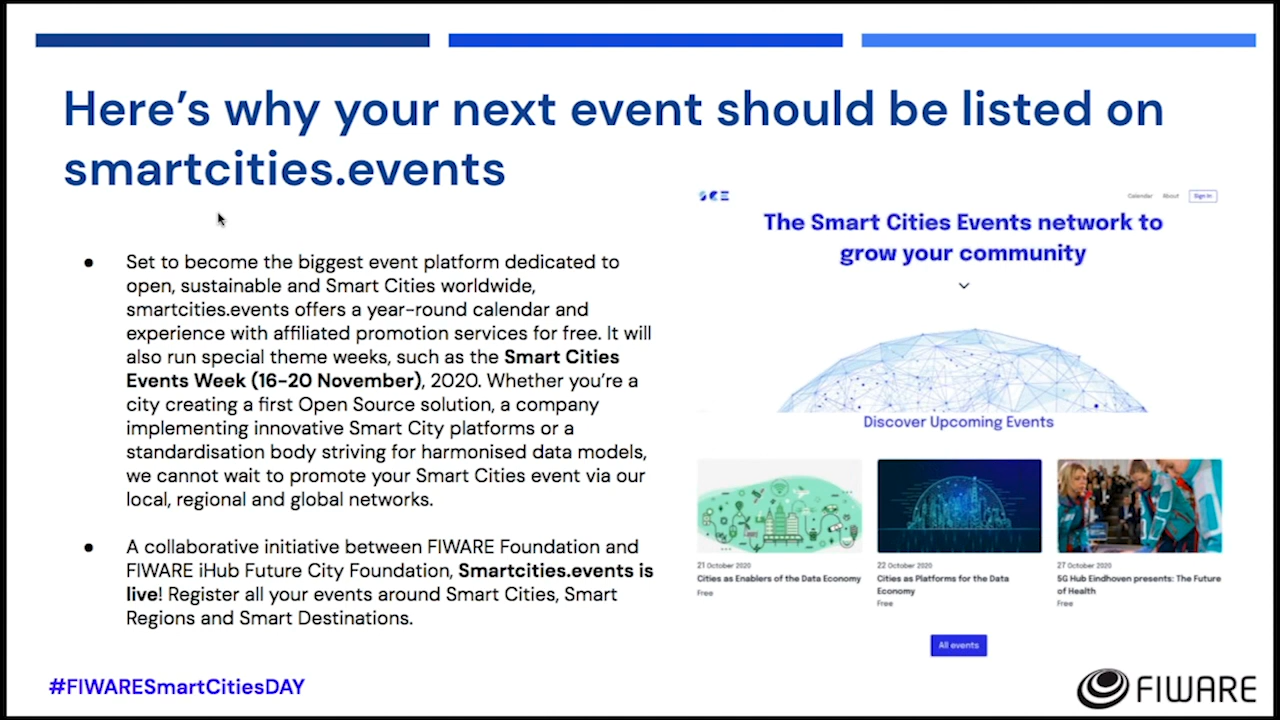 Here's why your next event should be listed on
smartcities.events
Set to become the biggest event platform dedicated to
open, sustainable and Smart Cities worldwide,
smartcities.events offers a year-round calendar and
experience with affiliated promotion services for free. It will
also run special theme weeks, such as the Smart Cities
Events Week (16-20 November), 2020. Whether you're a
city creating a first Open Source solution, a company
implementing innovative Smart City platforms or a
standardisation body striving for harmonised data models,
we cannot wait to promote your Smart Cities event via our
local, regional and global networks.
A collaborative initiative between FIWARE Foundation and
FIWARE iHub Future City Foundation, Smartcities.events is
live! Register all your events around Smart Cities, Smart
Regions and Smart Destinations.
SCE
Calendar About Sign In
The Smart Cities Events network to
grow your community
Discover Upcoming Events
21 October 2020
Cities as Enablers of the Data Economy
Free
22 October 2020
Cities as Platforms for the Data
Economy
Free
27 October 2020
5G Hub Eindhoven presents: The Future
of Health
Free
All events
#FIWARESmartCitiesDAY
FIWARE